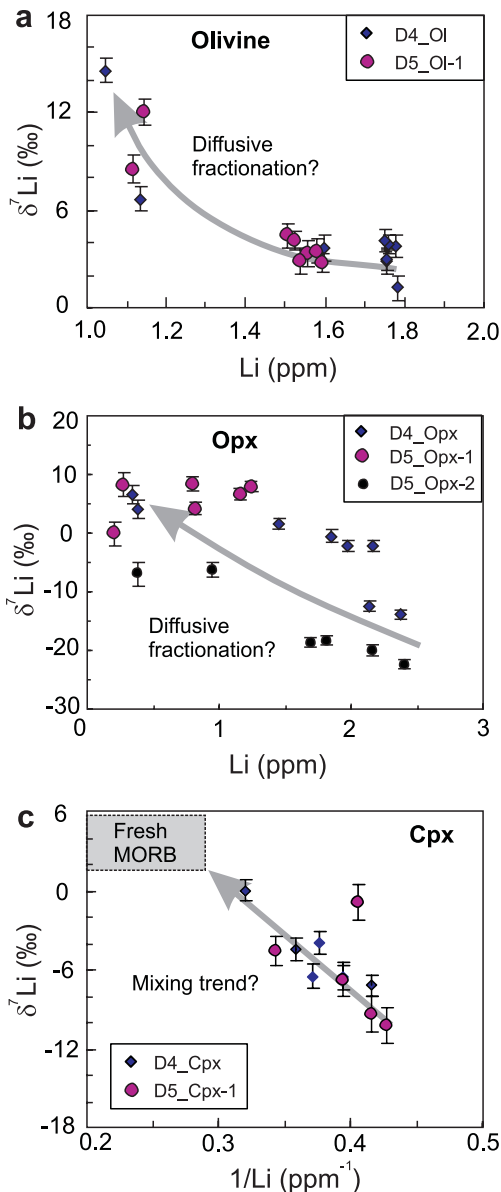 a
Olivine
D4_Ol
D5_Ol-1
18
12
6
0
δ⁷Li (‰)
Diffusive
fractionation?
1.0 1.2 1.4 1.6 1.8 2.0
Li (ppm)
b
Opx
D4_Opx
D5_Opx-1
D5_Opx-2
20
10
0
-10
-20
-30
δ⁷Li (‰)
Diffusive
fractionation?
0 1 2 3
Li (ppm)
c
Cpx
6
0
-6
-12
-18
δ⁷Li (‰)
Fresh
MORB
Mixing trend?
D4_Cpx
D5_Cpx-1
0.2 0.3 0.4 0.5
1/Li (ppm⁻¹)